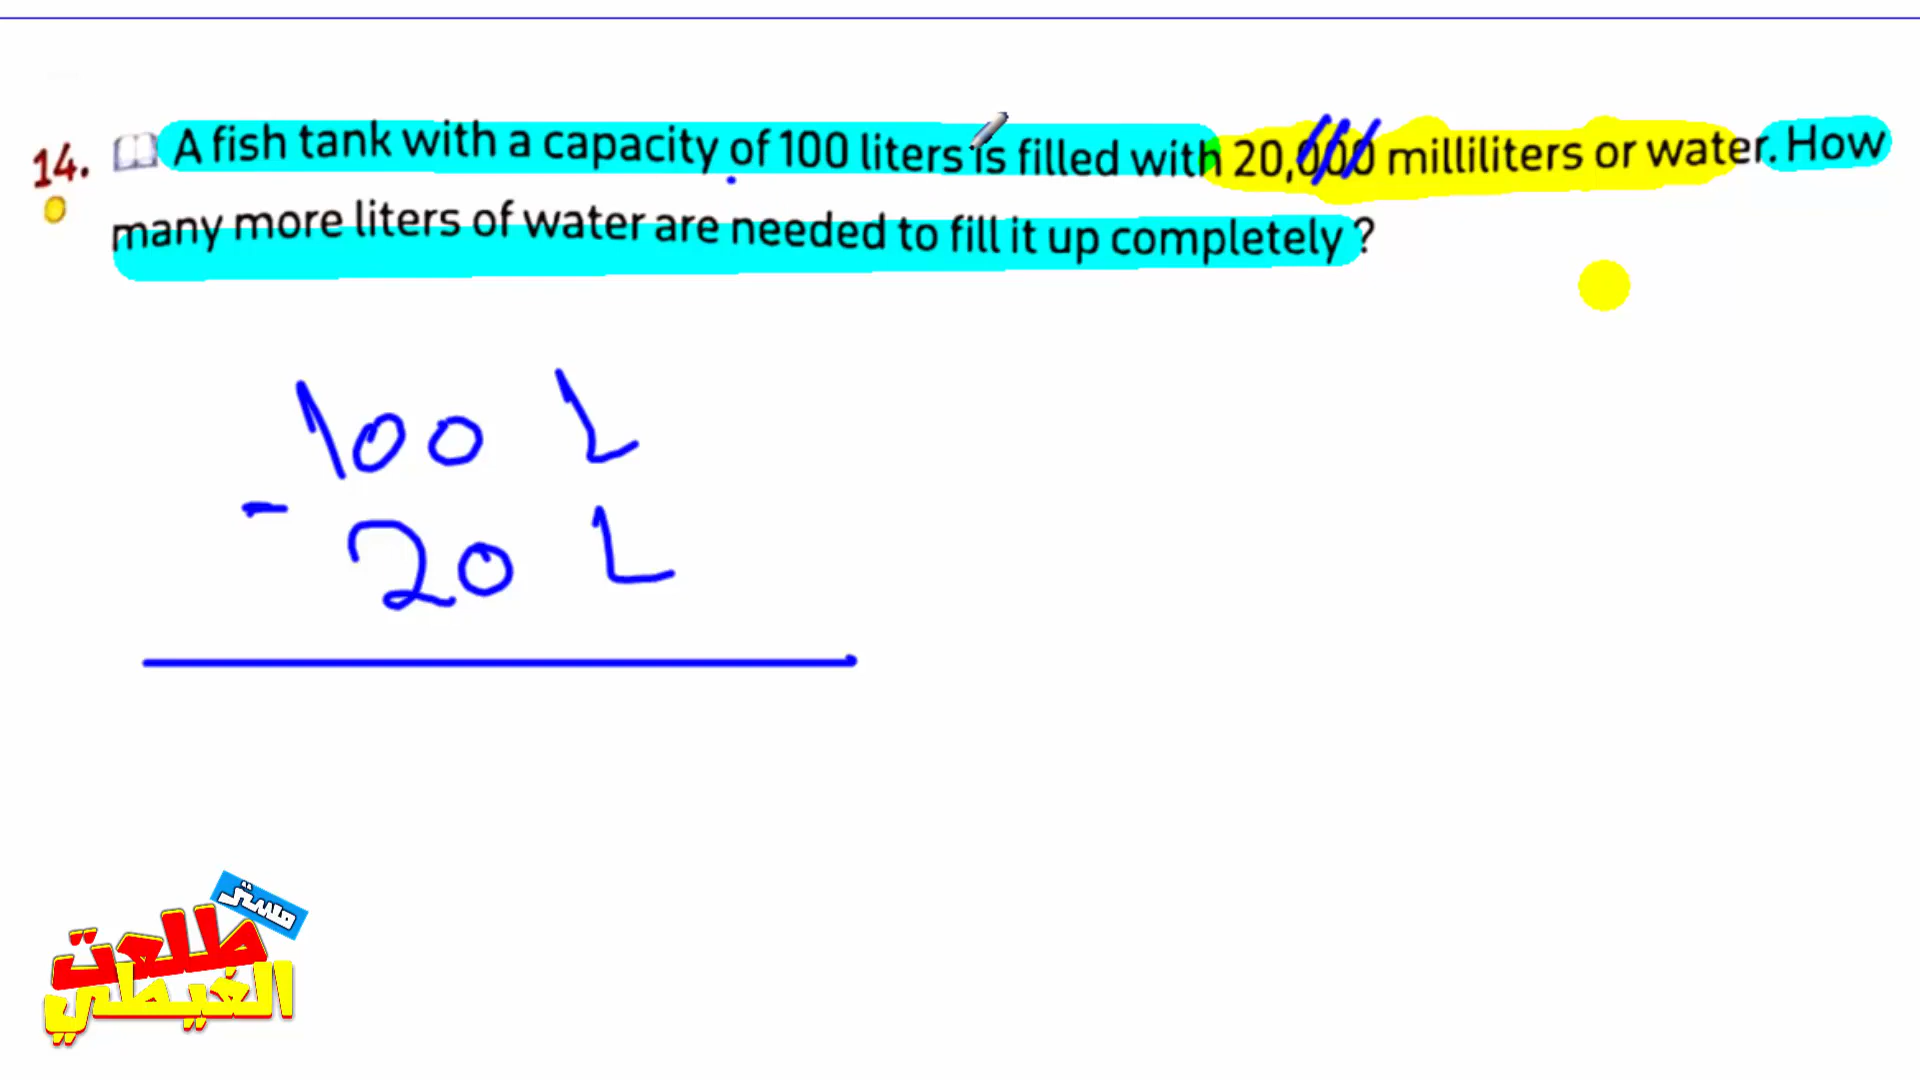 14. A fish tank with a capacity of 100 liters is filled with 20,000 milliliters or water. How
many more liters of water are needed to fill it up completely ?
100 L
- 20 L
مستر
طلعت
الغيطي